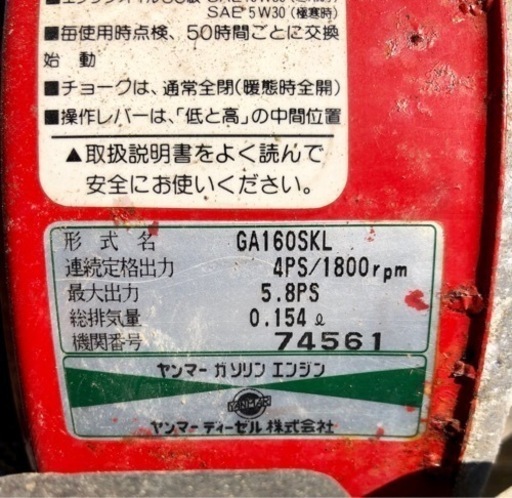 SAE 5W30 (極寒時)
■毎使用時点検、50時間ごとに交換
始動
■チョークは、通常全閉(暖態時全開)
■操作レバーは、「低と高」の中間位置
▲取扱説明書をよく読んで
安全にお使いください。
形式名 GA160SKL
連続定格出力 4PS/1800rpm
最大出力 5.8PS
総排気量 0.154ℓ
機関番号 74561
ヤンマー ガソリン エンジン
YANMAR
ヤンマーディーゼル 株式会社